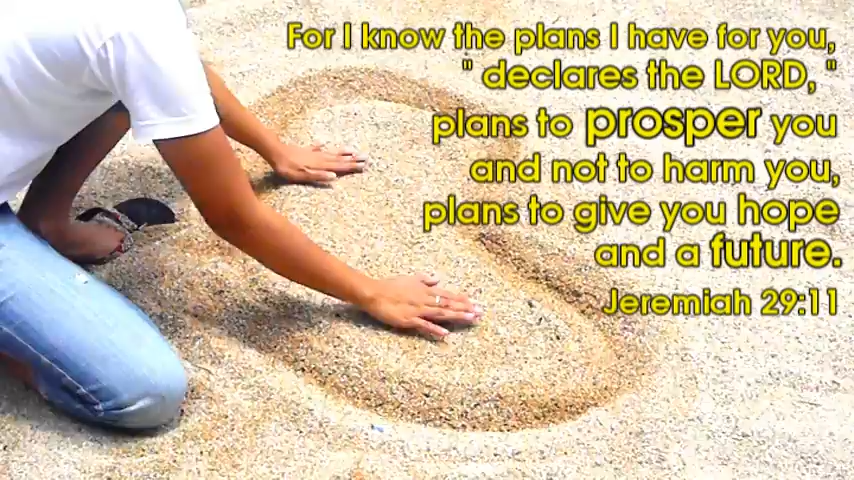 For I know the plans I have for you,
" declares the LORD, "
plans to prosper you
and not to harm you,
plans to give you hope
and a future.
Jeremiah 29:11